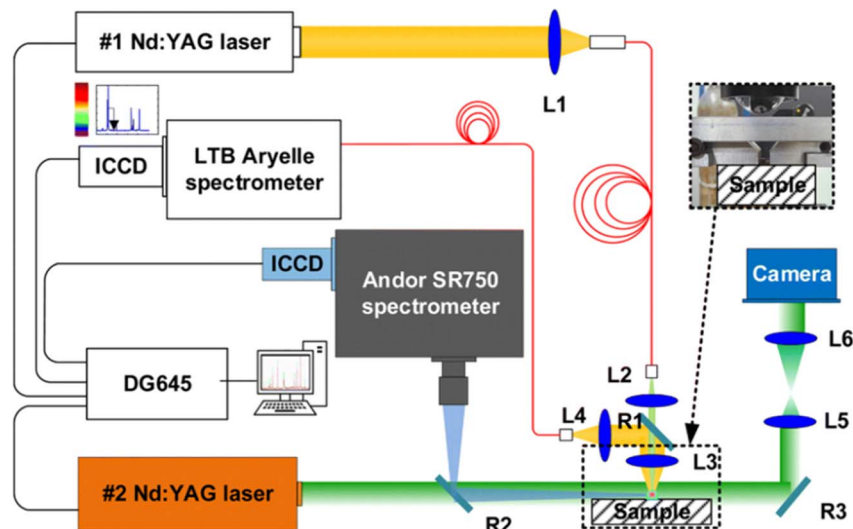 #1 Nd:YAG laser
L1
ICCD
LTB Aryelle
spectrometer
Sample
ICCD
Andor SR750
spectrometer
Camera
L6
DG645
L2
L4
R1
L5
L3
#2 Nd:YAG laser
R2
Sample
R3